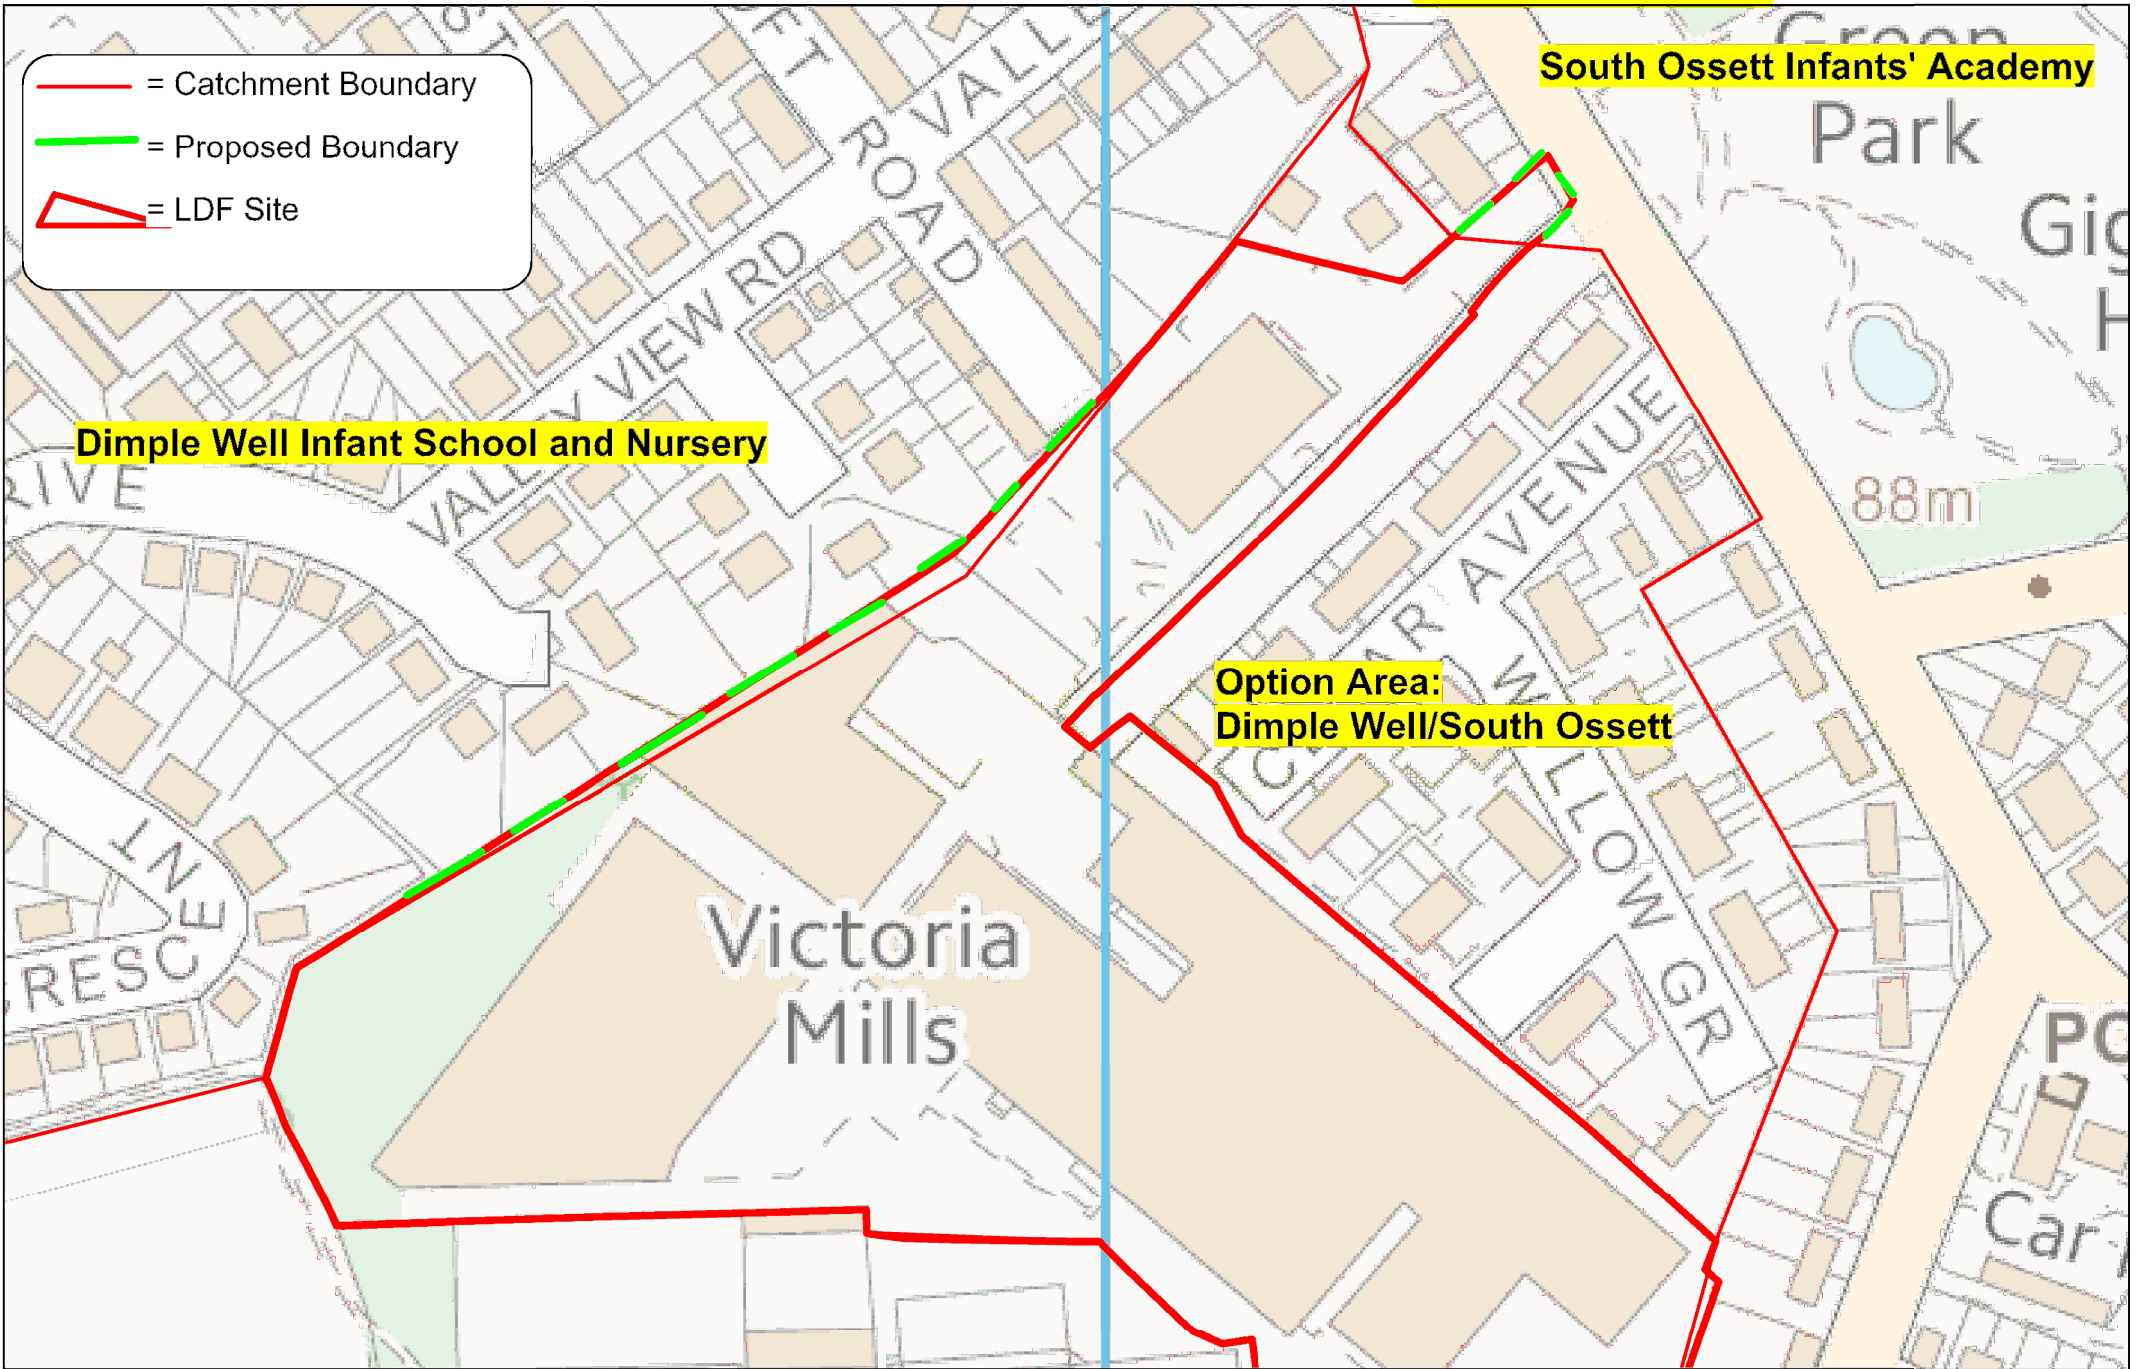 = Catchment Boundary
= Proposed Boundary
= LDF Site
South Ossett Infants' Academy
Green
Park
VALLEY VIEW RD
ROAD
Dimple Well Infant School and Nursery
88m
AVENUE
Option Area:
Dimple Well/South Ossett
WILLOW GR
Victoria
Mills
Car